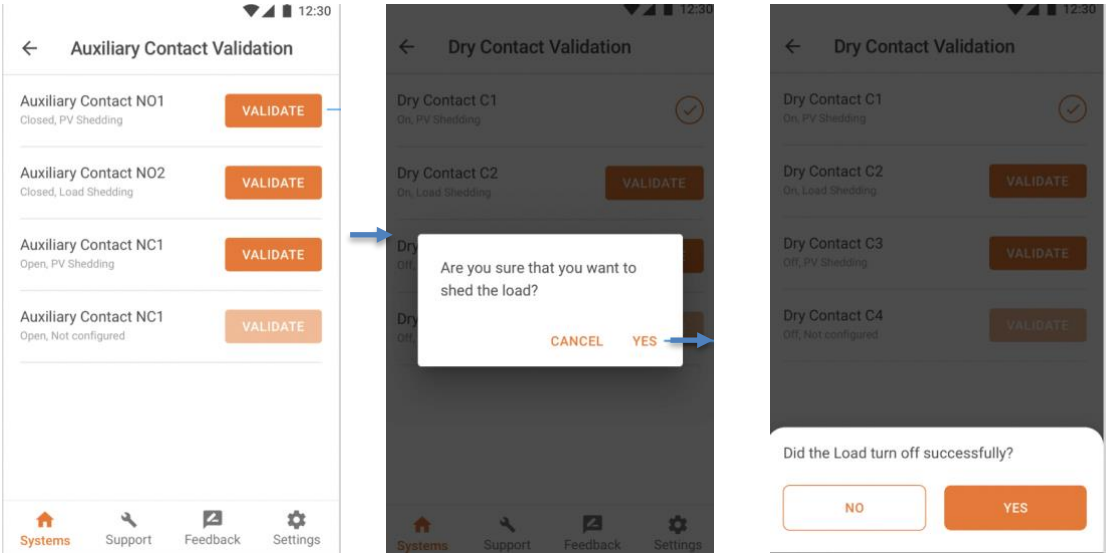 12:30
Auxiliary Contact Validation
Auxiliary Contact NO1
Closed, PV Shedding
VALIDATE
Auxiliary Contact NO2
Closed, Load Shedding
VALIDATE
Auxiliary Contact NC1
Open, PV Shedding
VALIDATE
Auxiliary Contact NC1
Open, Not configured
VALIDATE
Systems Support Feedback Settings
12:30
Dry Contact Validation
Dry Contact C1
On, PV Shedding
Dry Contact C2
On, Load Shedding
VALIDATE
Dry
Off,
Are you sure that you want to
shed the load?
CANCEL YES
Dry
Off,
Systems Support Feedback Settings
12:30
Dry Contact Validation
Dry Contact C1
On, PV Shedding
Dry Contact C2
On, Load Shedding
VALIDATE
Dry Contact C3
Off, PV Shedding
VALIDATE
Dry Contact C4
Off, Not configured
VALIDATE
Did the Load turn off successfully?
NO YES